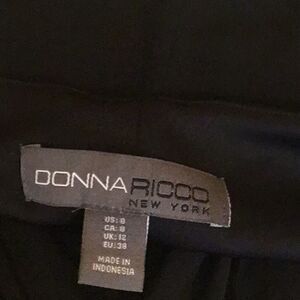 DONNA RICCO
NEW YORK
US: 8
CA: 8
UK: 12
EU: 38
MADE IN
INDONESIA